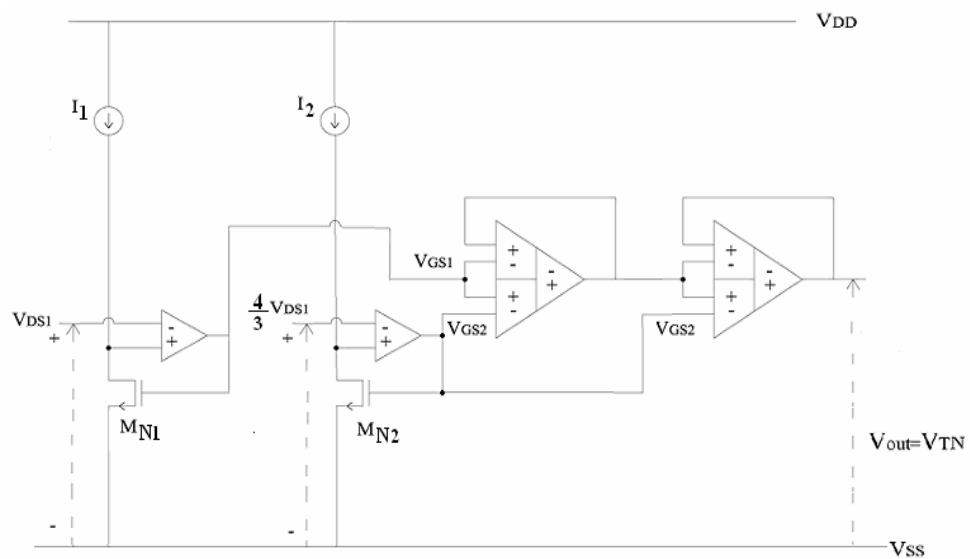 VDD
I1
I2
VGS1
+
-
+
-
+
-
+
-
+
-
+
-
VDS1
+
-
+
4/3 VDS1
+
-
+
VGS2
VGS2
MN1
MN2
Vout=VTN
-
-
VSS